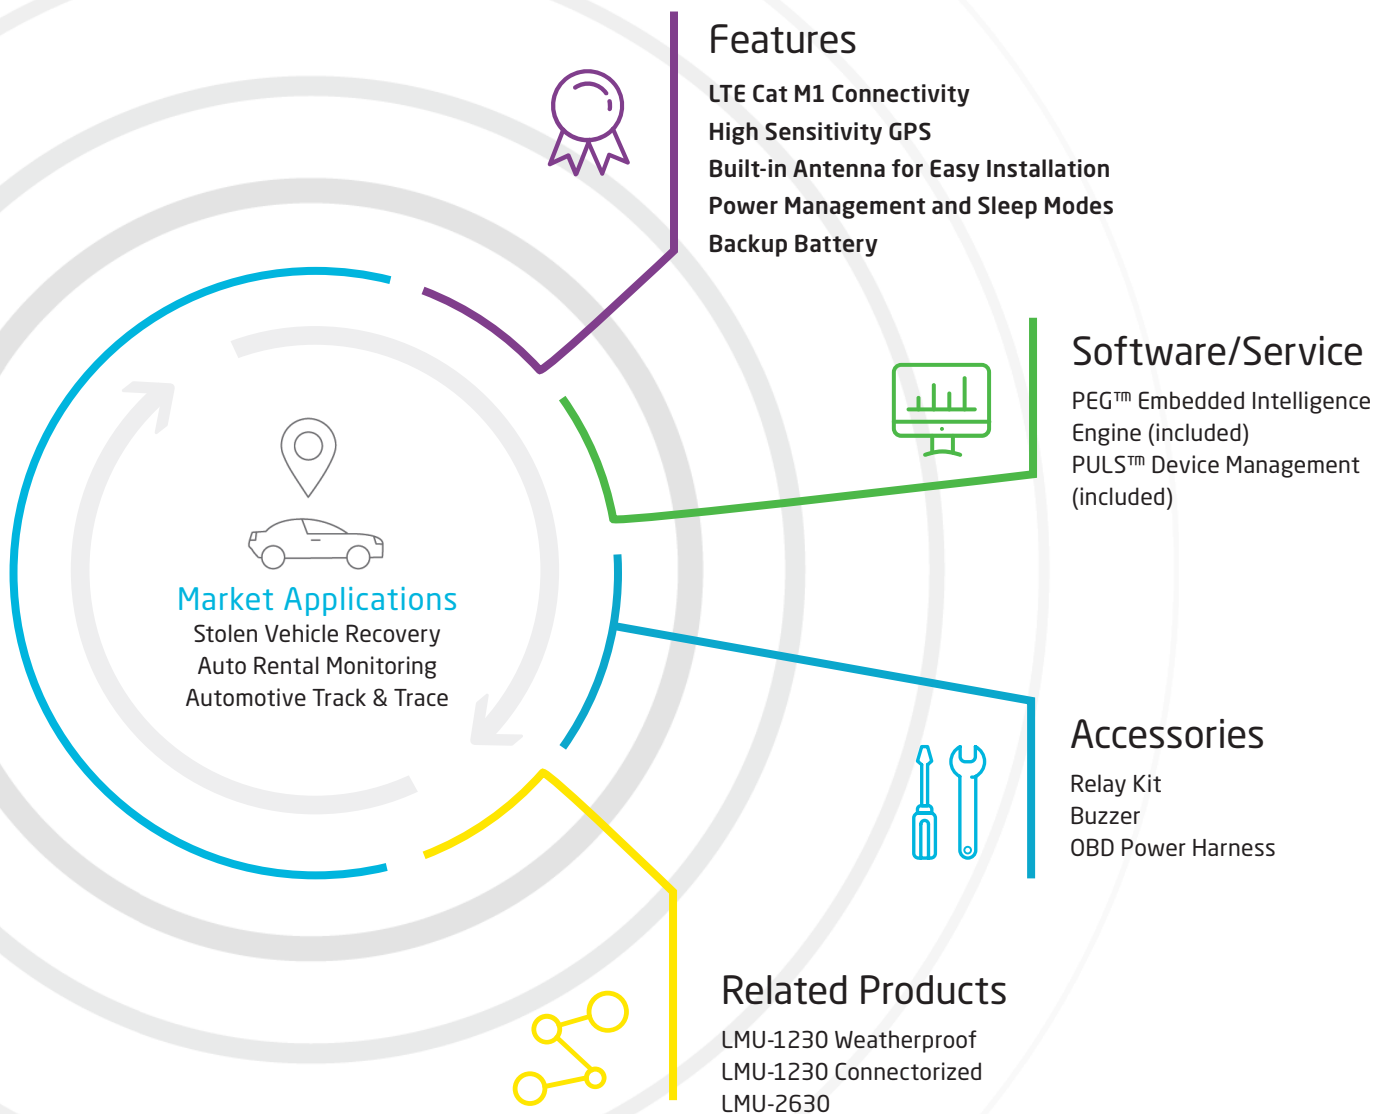 Features
LTE Cat M1 Connectivity
High Sensitivity GPS
Built-in Antenna for Easy Installation
Power Management and Sleep Modes
Backup Battery
Software/Service
PEG™ Embedded Intelligence
Engine (included)
PULS™ Device Management
(included)
Market Applications
Stolen Vehicle Recovery
Auto Rental Monitoring
Automotive Track & Trace
Accessories
Relay Kit
Buzzer
OBD Power Harness
Related Products
LMU-1230 Weatherproof
LMU-1230 Connectorized
LMU-2630